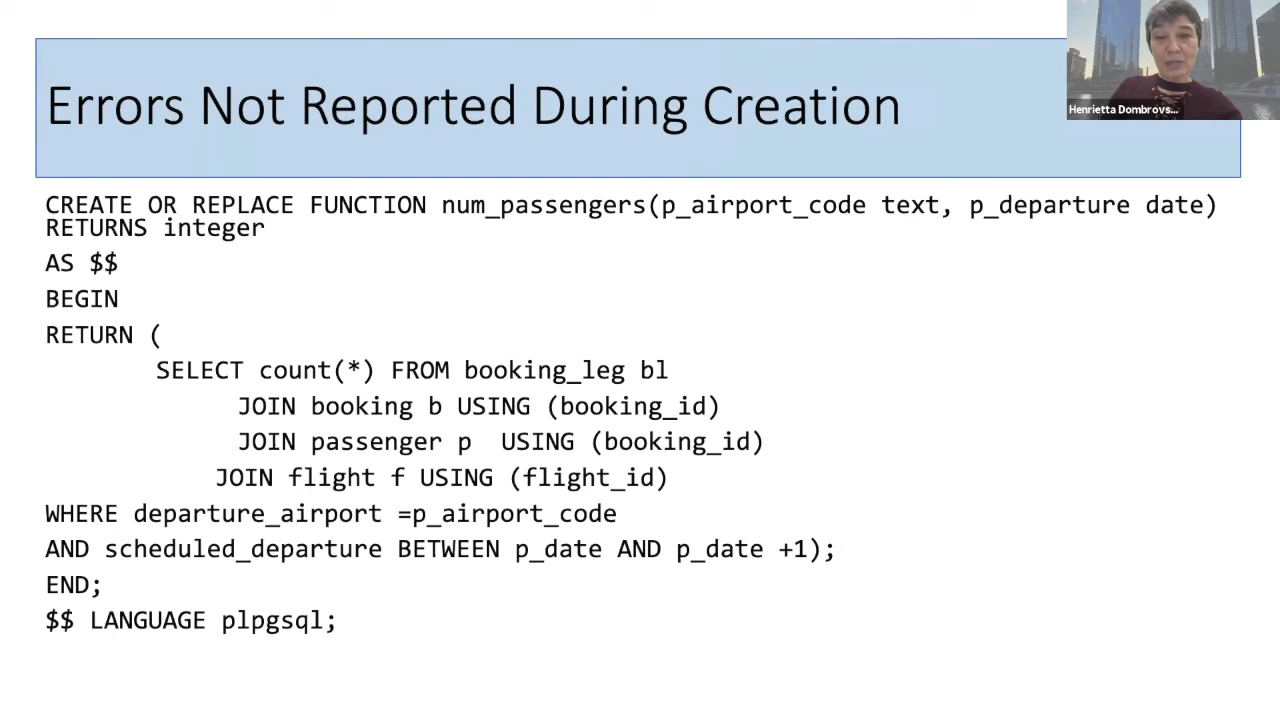 Errors Not Reported During Creation
Henrietta Dombrovs...
CREATE OR REPLACE FUNCTION num_passengers(p_airport_code text, p_departure date)
RETURNS integer
AS $$
BEGIN
RETURN (
SELECT count(*) FROM booking_leg bl
JOIN booking b USING (booking_id)
JOIN passenger p  USING (booking_id)
JOIN flight f USING (flight_id)
WHERE departure_airport =p_airport_code
AND scheduled_departure BETWEEN p_date AND p_date +1);
END;
$$ LANGUAGE plpgsql;